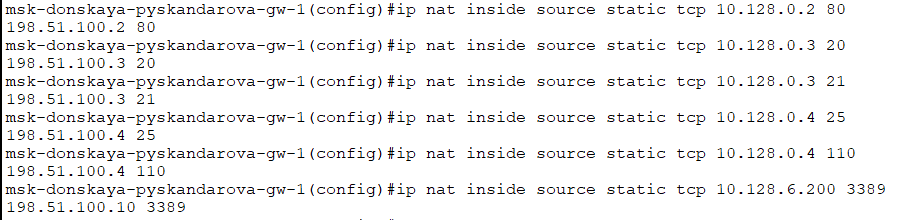 msk-donskaya-pyskandarova-gw-1(config)#ip nat inside source static tcp 10.128.0.2 80
198.51.100.2 80
msk-donskaya-pyskandarova-gw-1(config)#ip nat inside source static tcp 10.128.0.3 20
198.51.100.3 20
msk-donskaya-pyskandarova-gw-1(config)#ip nat inside source static tcp 10.128.0.3 21
198.51.100.3 21
msk-donskaya-pyskandarova-gw-1(config)#ip nat inside source static tcp 10.128.0.4 25
198.51.100.4 25
msk-donskaya-pyskandarova-gw-1(config)#ip nat inside source static tcp 10.128.0.4 110
198.51.100.4 110
msk-donskaya-pyskandarova-gw-1(config)#ip nat inside source static tcp 10.128.6.200 3389
198.51.100.10 3389